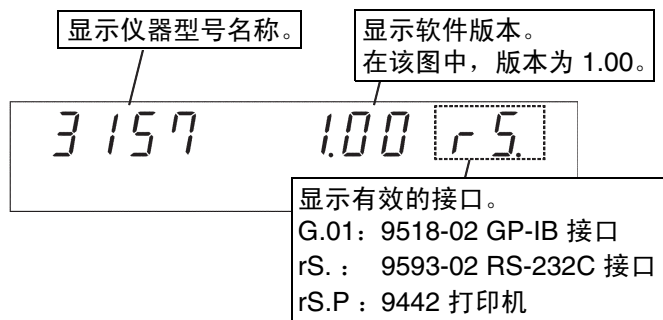 显示仪器型号名称。
显示软件版本。
在该图中，版本为 1.00。
3157 1.00 rS.
显示有效的接口。
G.01：9518-02 GP-IB 接口
rS.： 9593-02 RS-232C 接口
rS.P：9442 打印机